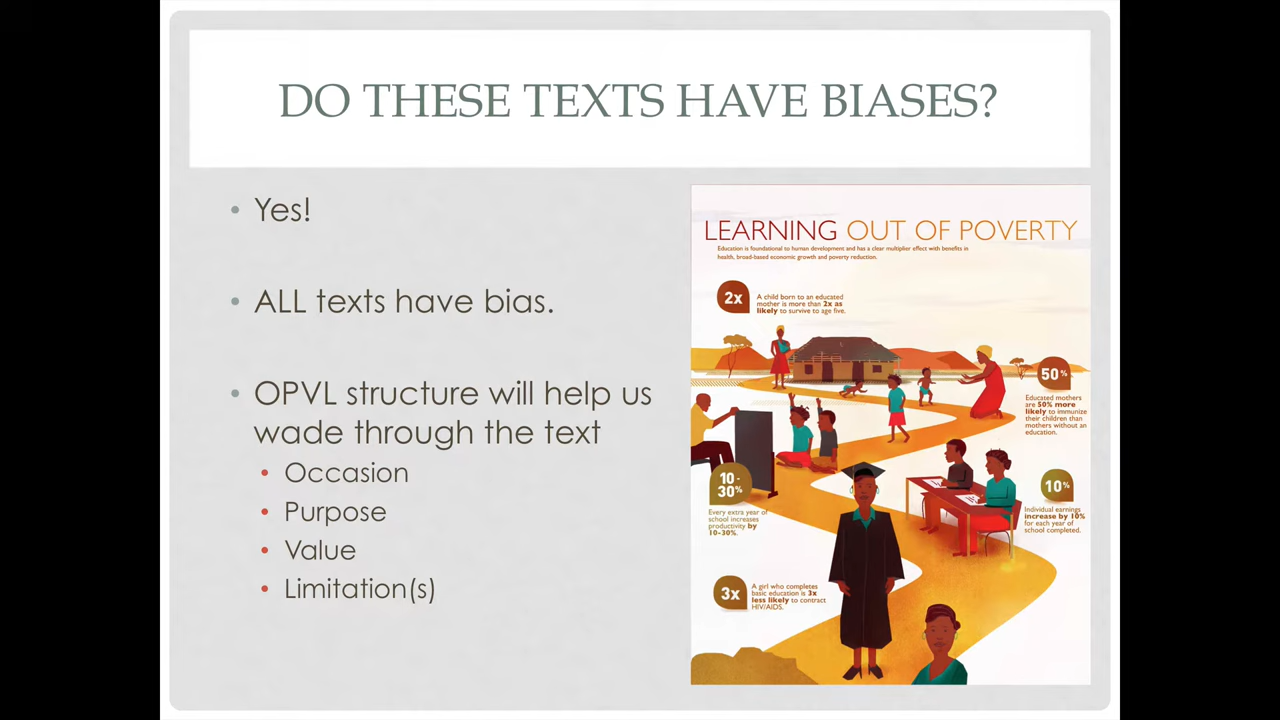 DO THESE TEXTS HAVE BIASES?
• Yes!
• ALL texts have bias.
• OPVL structure will help us
wade through the text
• Occasion
• Purpose
• Value
• Limitation(s)
LEARNING OUT OF POVERTY
Education is foundational to human development and has a clear multiplier effect with benefits in
health, broad-based economic growth and poverty reduction.
2x
A child born to an educated
mother is more than 2x as
likely to survive to age five.
50%
Educated mothers
are 50% more
likely to immunize
their children than
mothers without an
education.
10-
30%
Every extra year of
school increases
productivity by
10-30%.
10%
Individual earnings
increase by 10%
for each year of
school completed.
3x
A girl who completes
basic education is 3x
less likely to contract
HIV/AIDS.